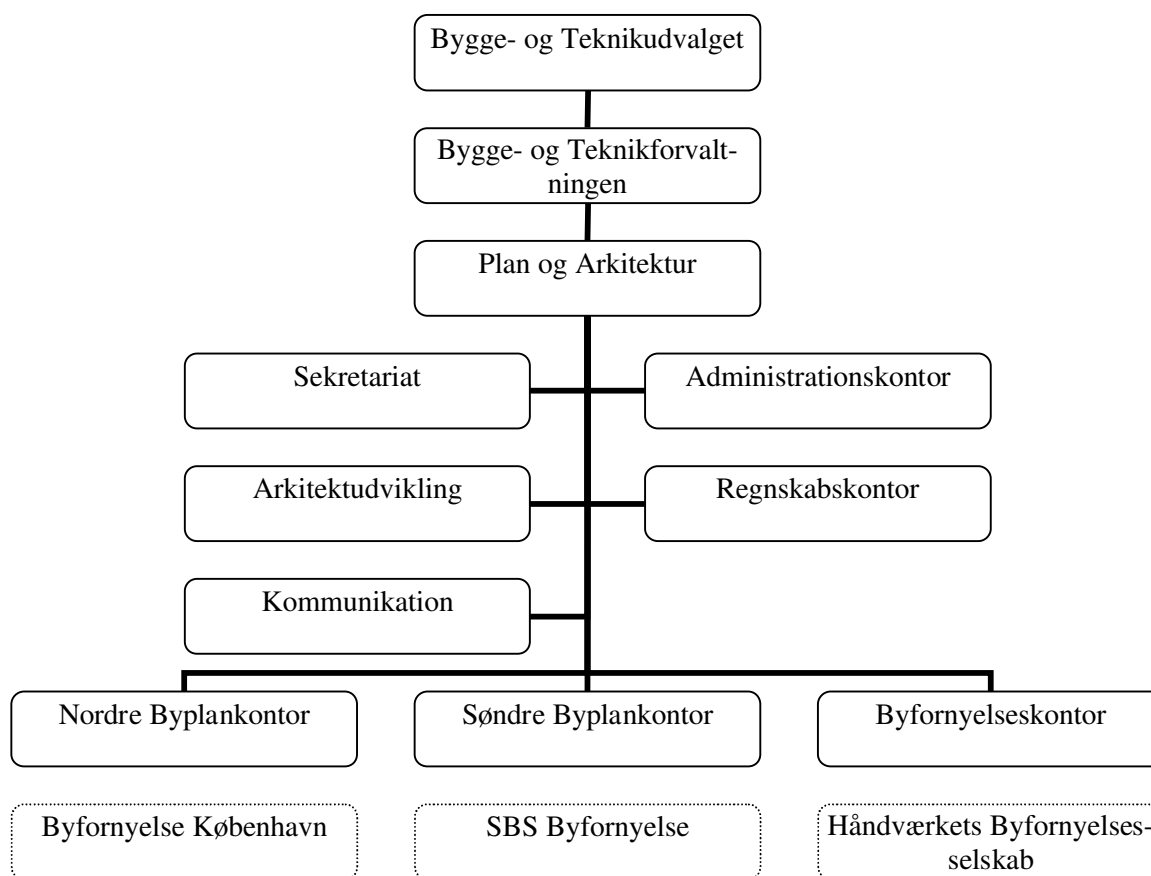 Bygge- og Teknikudvalget
Bygge- og Teknikforvalt-
ningen
Plan og Arkitektur
Sekretariat
Administrationskontor
Arkitektudvikling
Regnskabskontor
Kommunikation
Nordre Byplankontor
Søndre Byplankontor
Byfornyelseskontor
Byfornyelse København
SBS Byfornyelse
Håndværkets Byfornyelses-
selskab